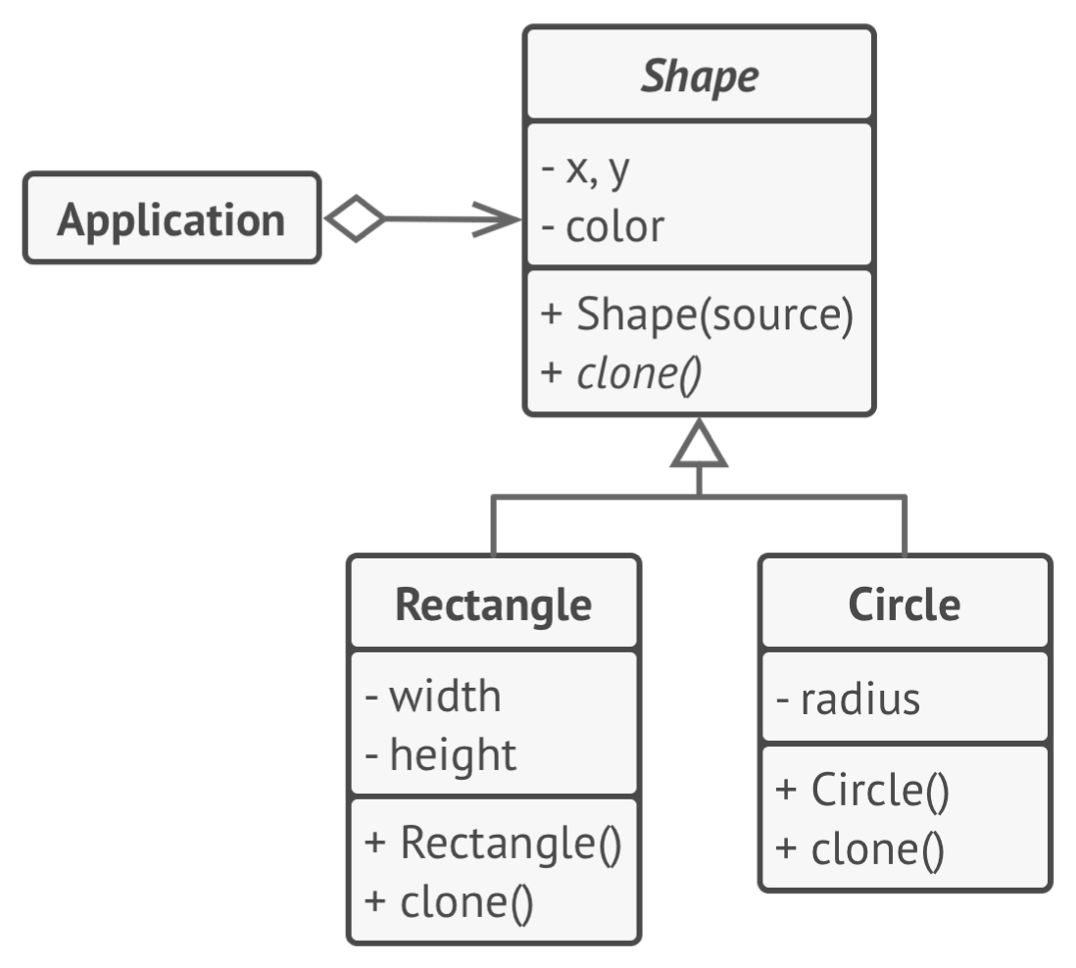 Shape
- x, y
- color
+ Shape(source)
+ clone()
Application
Rectangle
- width
- height
+ Rectangle()
+ clone()
Circle
- radius
+ Circle()
+ clone()